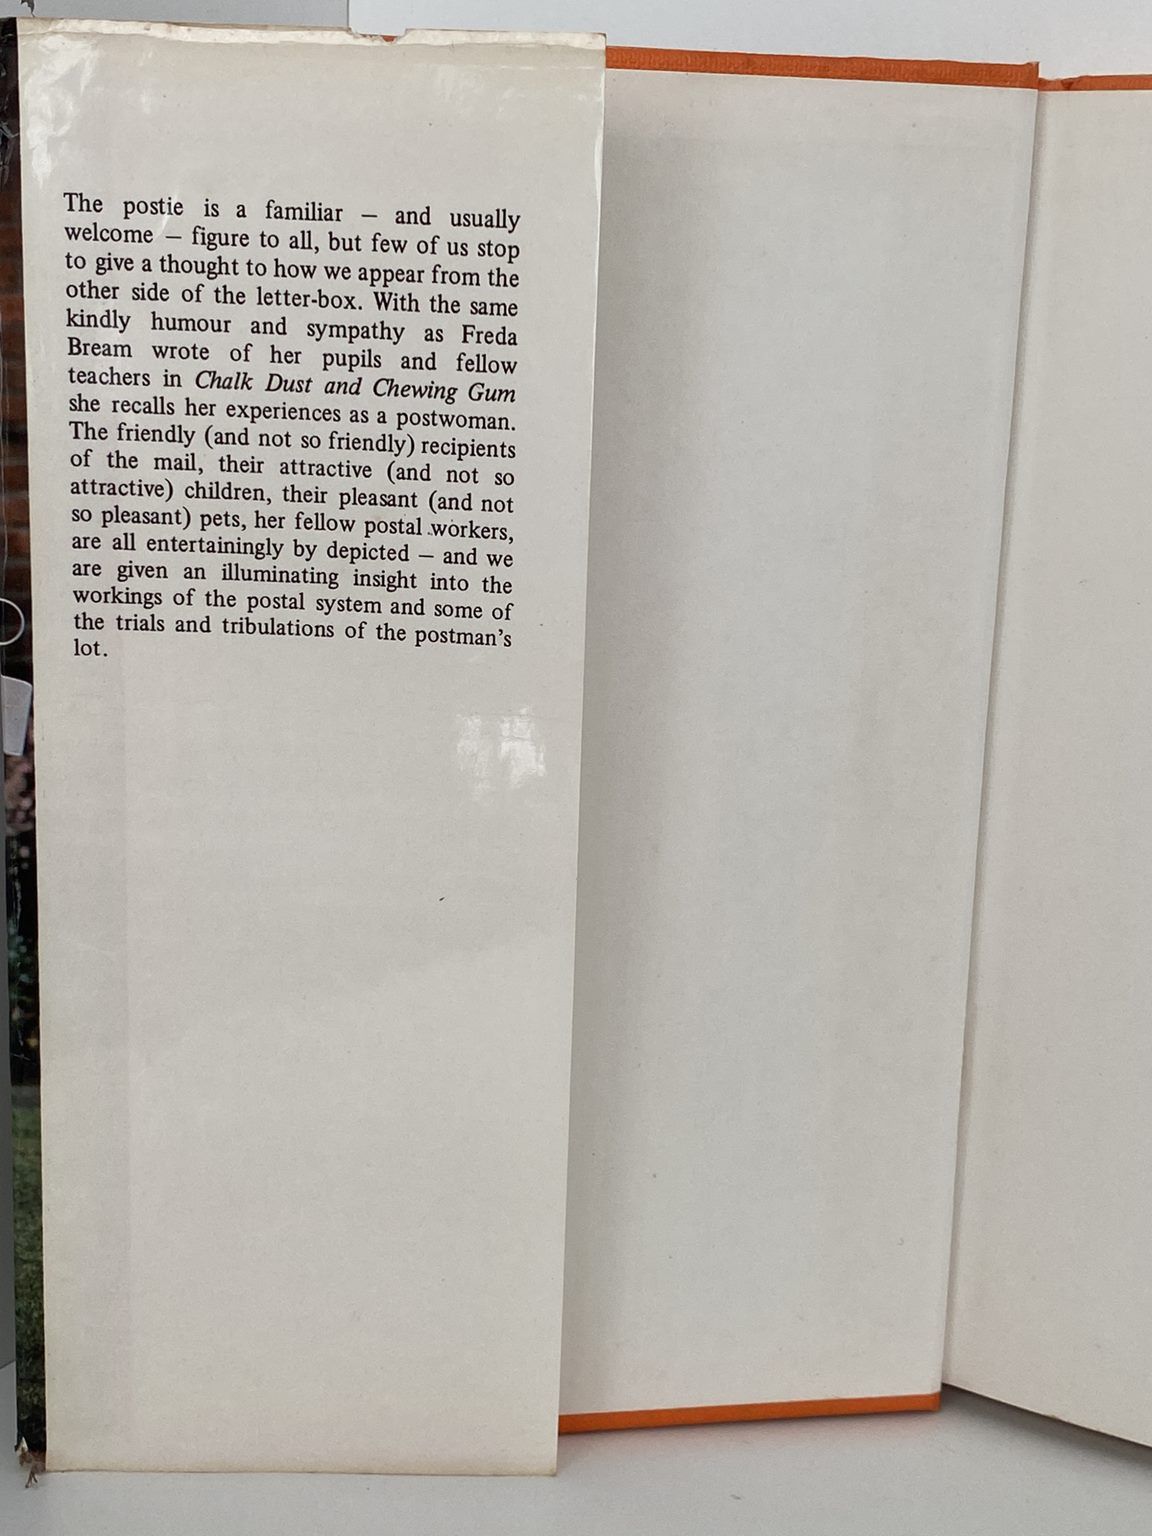 The postie is a familiar – and usually
welcome – figure to all, but few of us stop
to give a thought to how we appear from the
other side of the letter-box. With the same
kindly humour and sympathy as Freda
Bream wrote of her pupils and fellow
teachers in Chalk Dust and Chewing Gum
she recalls her experiences as a postwoman.
The friendly (and not so friendly) recipients
of the mail, their attractive (and not so
attractive) children, their pleasant (and not
so pleasant) pets, her fellow postal workers,
are all entertainingly by depicted – and we
are given an illuminating insight into the
workings of the postal system and some of
the trials and tribulations of the postman's
lot.